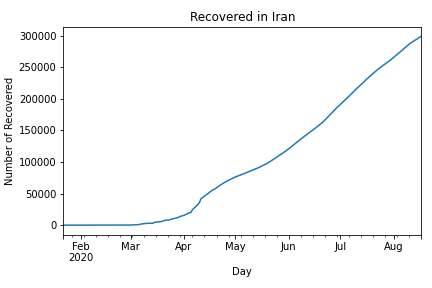 Recovered in Iran
300000
250000
200000
150000
100000
50000
0
Number of Recovered
Feb Mar Apr May Jun Jul Aug
2020
Day